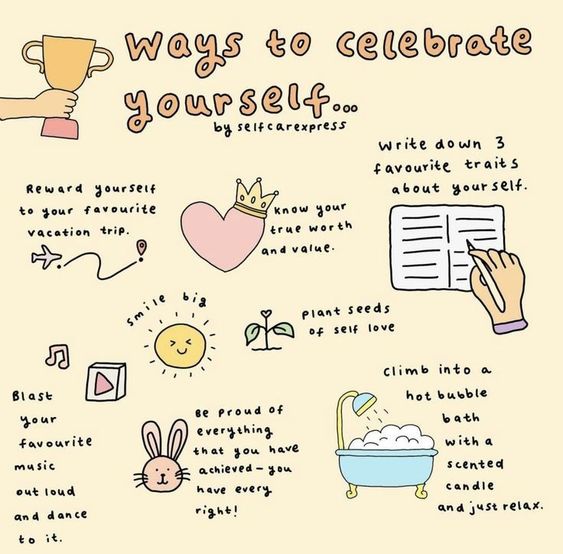 Ways to celebrate
yourself...
by selfcarexpress
Write down 3
favourite traits
about yourself.
Reward yourself
to your favourite
vacation trip.
Know your
true worth
and value.
smile big
Plant seeds
of self love
Blast
your
favourite
music
out loud
and dance
to it.
Be proud of
everything
that you have
achieved – you
have every
right!
Climb into a
hot bubble
bath
with a
scented
candle
and just relax.